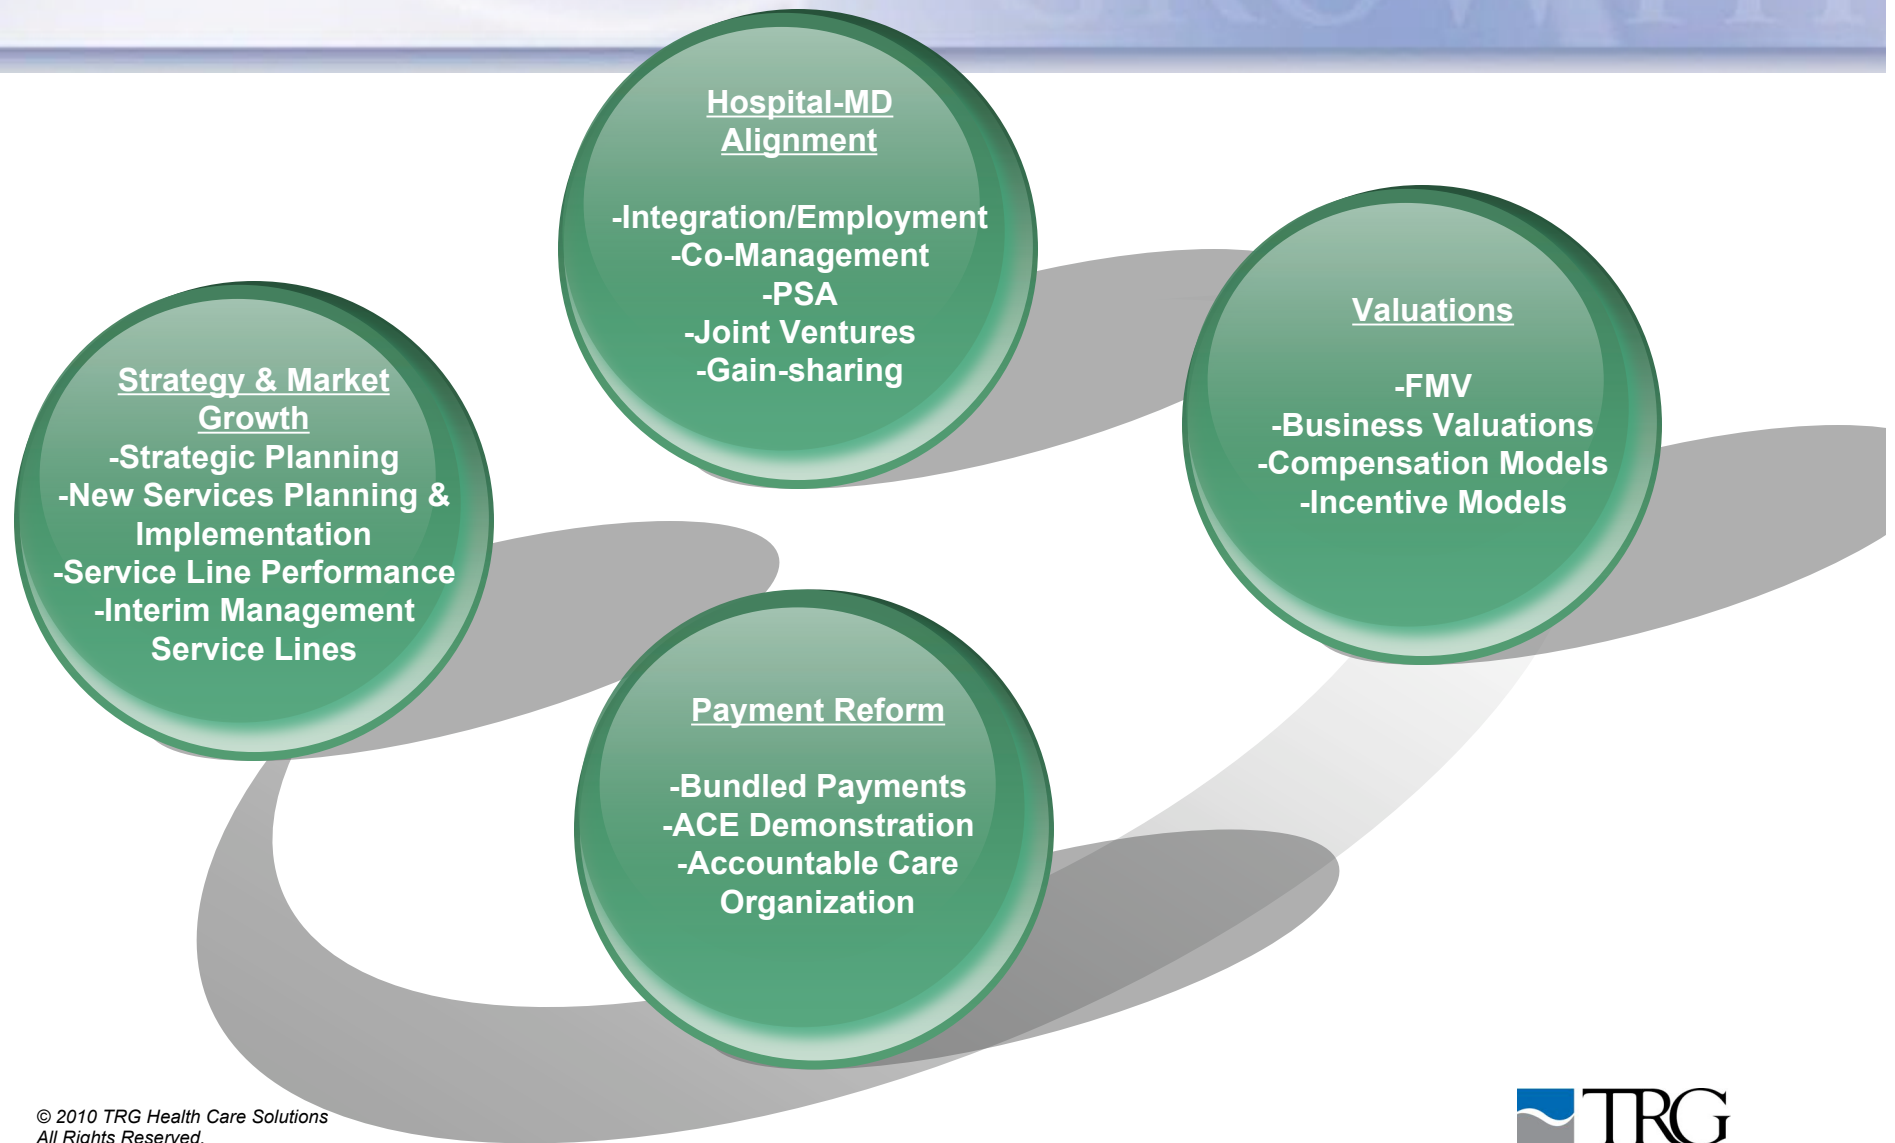 Hospital-MD
Alignment
-Integration/Employment
-Co-Management
-PSA
-Joint Ventures
-Gain-sharing
Valuations
-FMV
-Business Valuations
-Compensation Models
-Incentive Models
Strategy & Market
Growth
-Strategic Planning
-New Services Planning &
Implementation
-Service Line Performance
-Interim Management
Service Lines
Payment Reform
-Bundled Payments
-ACE Demonstration
-Accountable Care
Organization
© 2010 TRG Health Care Solutions
All Rights Reserved.
TRG